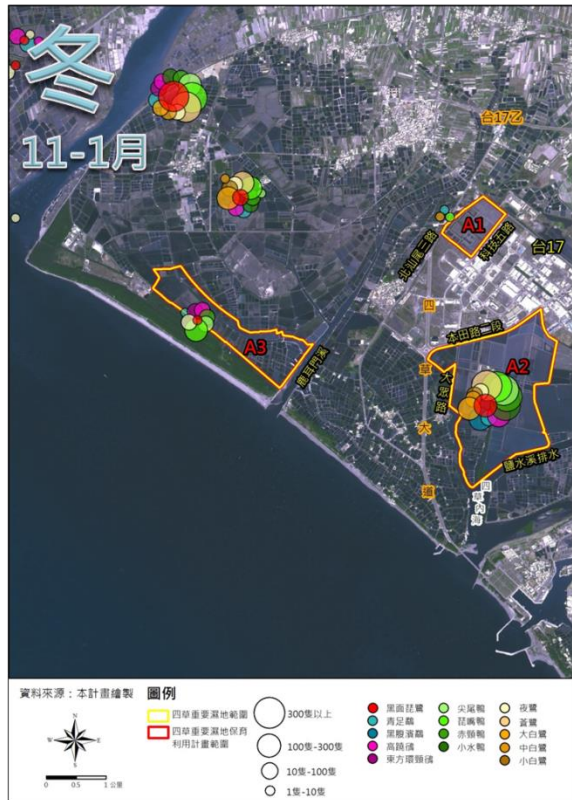 冬
11-1月
台17乙
A1
北汕尾三路
科技五路
台17
四草大道
本田路一段
A2
大眾路
A3
鹿耳門溪
鹽水溪排水
四草內海
資料來源：本計畫繪製
N
W
E
S
0
0.5
1 公里
圖例
四草重要濕地範圍
四草重要濕地保育
利用計畫範圍
300隻以上
100隻-300隻
10隻-100隻
1隻-10隻
黑面琵鷺
青足鷸
黑腹濱鷸
高蹺鴴
東方環頸鴴
尖尾鴨
琵嘴鴨
赤頸鴨
小水鴨
夜鷺
蒼鷺
大白鷺
中白鷺
小白鷺